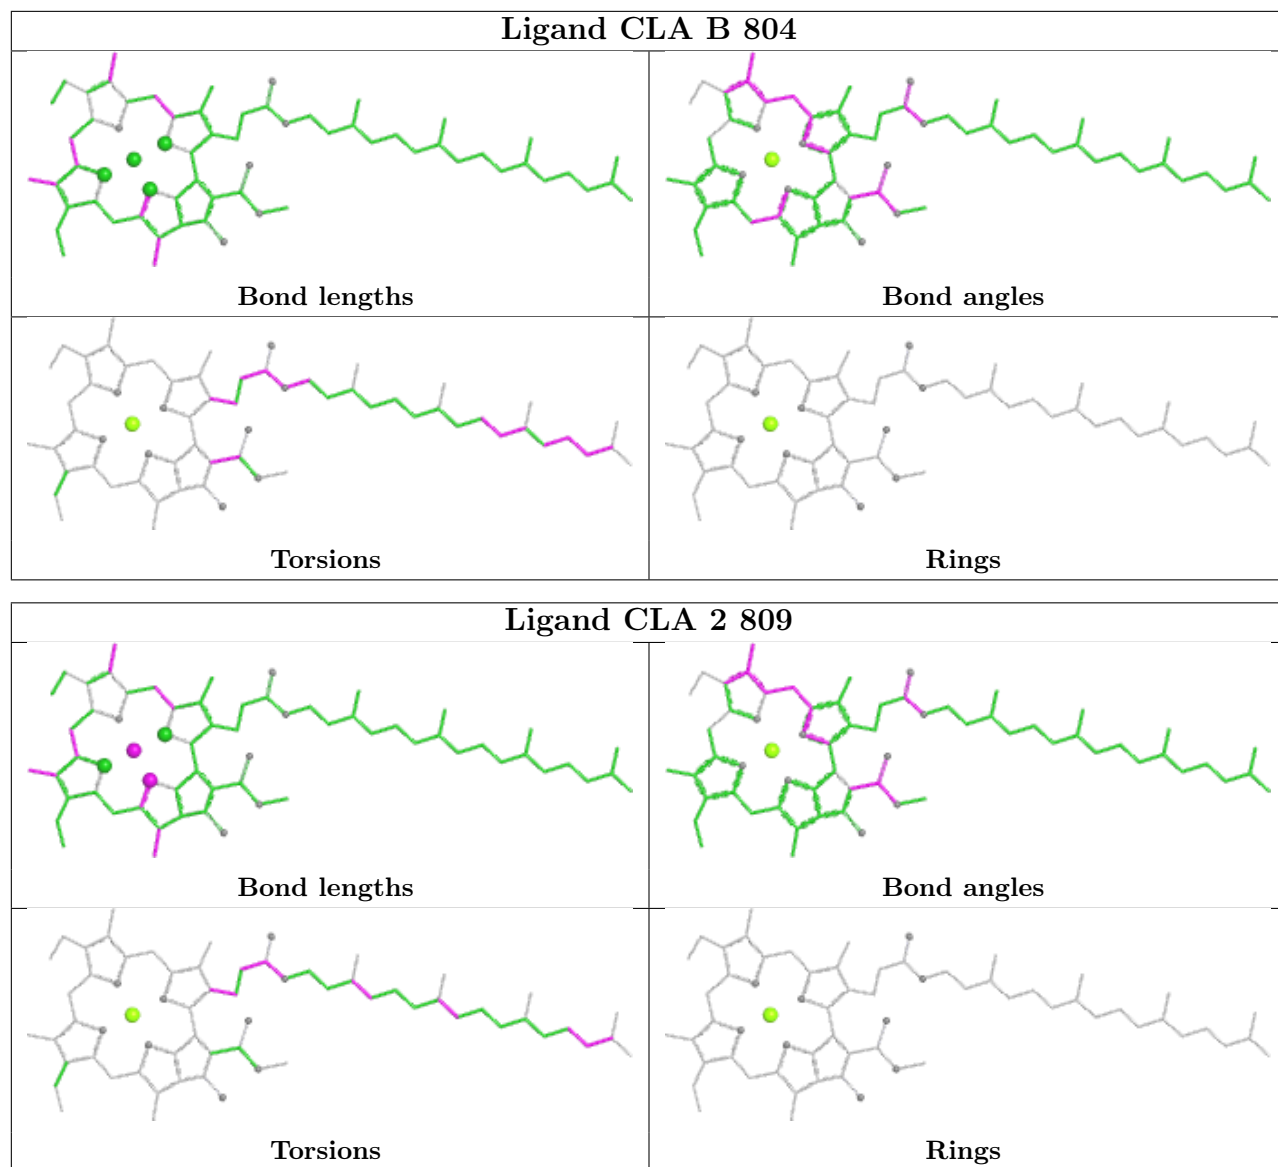 Ligand CLA B 804
Bond lengths
Bond angles
Torsions
Rings
Ligand CLA 2 809
Bond lengths
Bond angles
Torsions
Rings